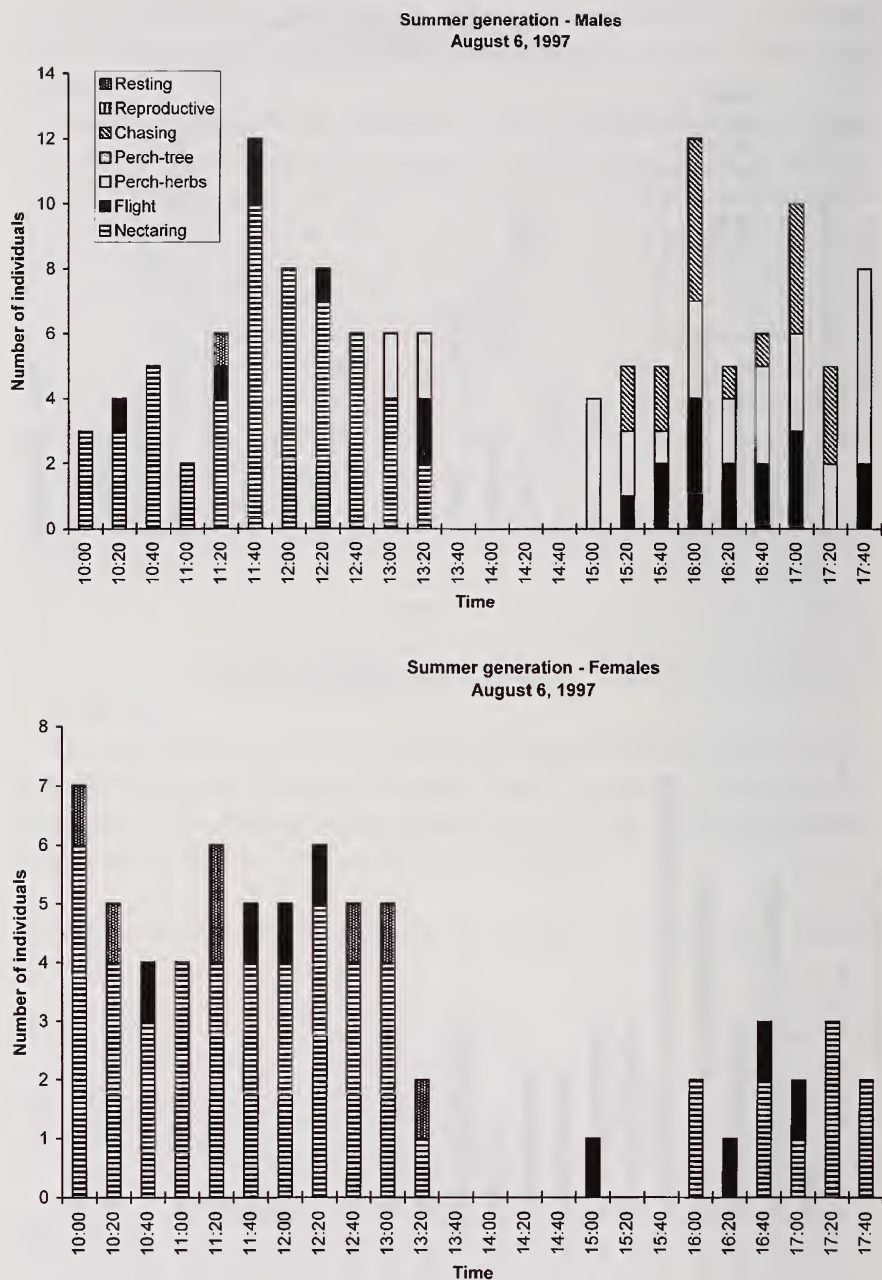 Summer generation - Males
August 6, 1997
14
12
10
8
6
4
2
0
Number of individuals
Resting
Reproductive
Chasing
Perch-tree
Perch-herbs
Flight
Nectaring
10:00 10:20 10:40 11:00 11:20 11:40 12:00 12:20 12:40 13:00 13:20 13:40 14:00 14:20 14:40 15:00 15:20 15:40 16:00 16:20 16:40 17:00 17:20 17:40
Time
Summer generation - Females
August 6, 1997
8
7
6
5
4
3
2
1
0
Number of individuals
10:00 10:20 10:40 11:00 11:20 11:40 12:00 12:20 12:40 13:00 13:20 13:40 14:00 14:20 14:40 15:00 15:20 15:40 16:00 16:20 16:40 17:00 17:20 17:40
Time